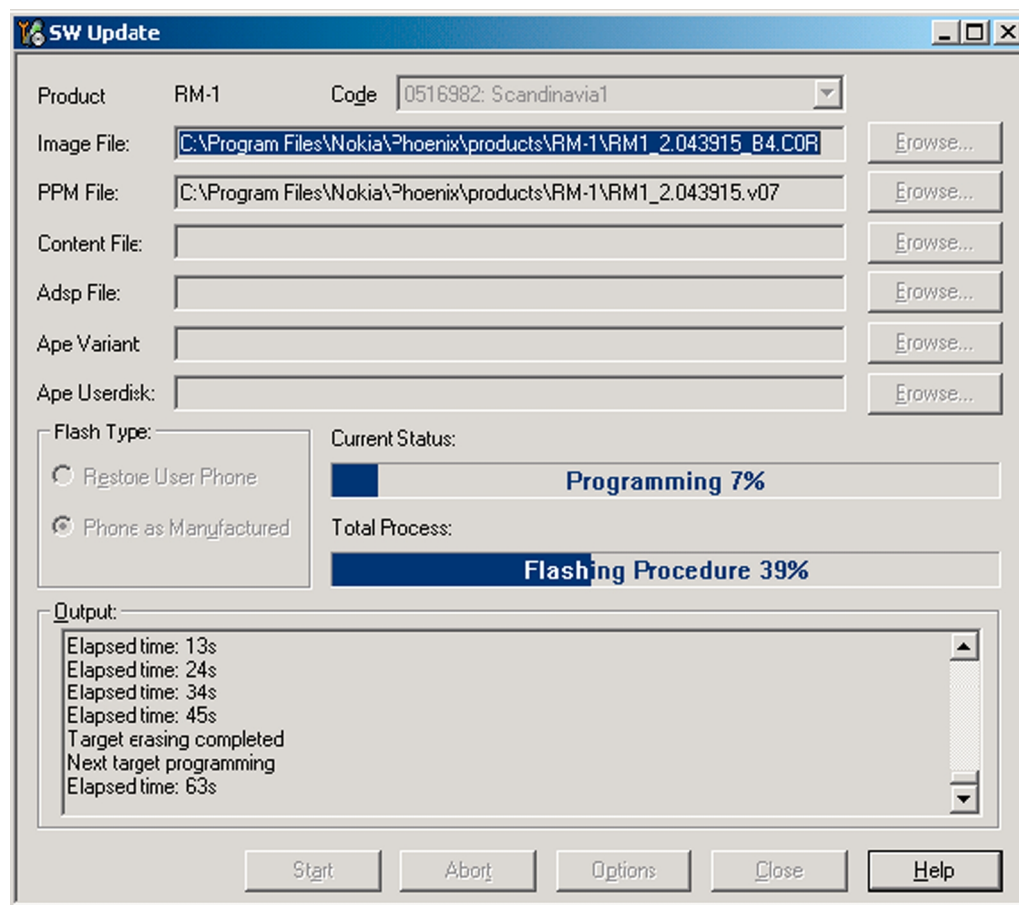 SW Update
Product RM-1 Code 0516982: Scandinavia1
Image File: C:\Program Files\Nokia\Phoenix\products\RM-1\RM1_2.043915_B4.C0R Browse...
PPM File: C:\Program Files\Nokia\Phoenix\products\RM-1\RM1_2.043915.v07 Browse...
Content File: Browse...
Adsp File: Browse...
Ape Variant Browse...
Ape Userdisk: Browse...
Flash Type:
Restore User Phone
Phone as Manufactured
Current Status:
Programming 7%
Total Process:
Flashing Procedure 39%
Output:
Elapsed time: 13s
Elapsed time: 24s
Elapsed time: 34s
Elapsed time: 45s
Target erasing completed
Next target programming
Elapsed time: 63s
Start Abort Options Close Help